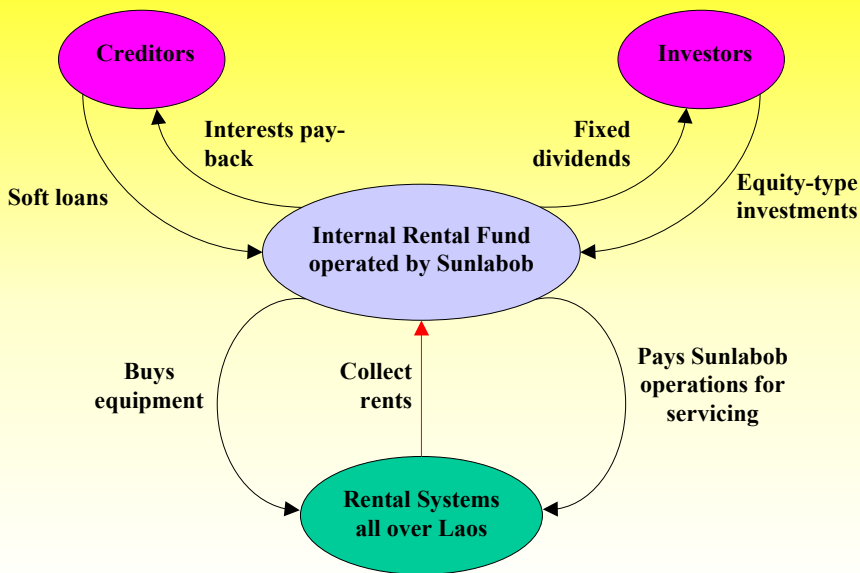 Creditors
Investors
Interests pay-
back
Fixed
dividends
Soft loans
Equity-type
investments
Internal Rental Fund
operated by Sunlabob
Buys
equipment
Collect
rents
Pays Sunlabob
operations for
servicing
Rental Systems
all over Laos